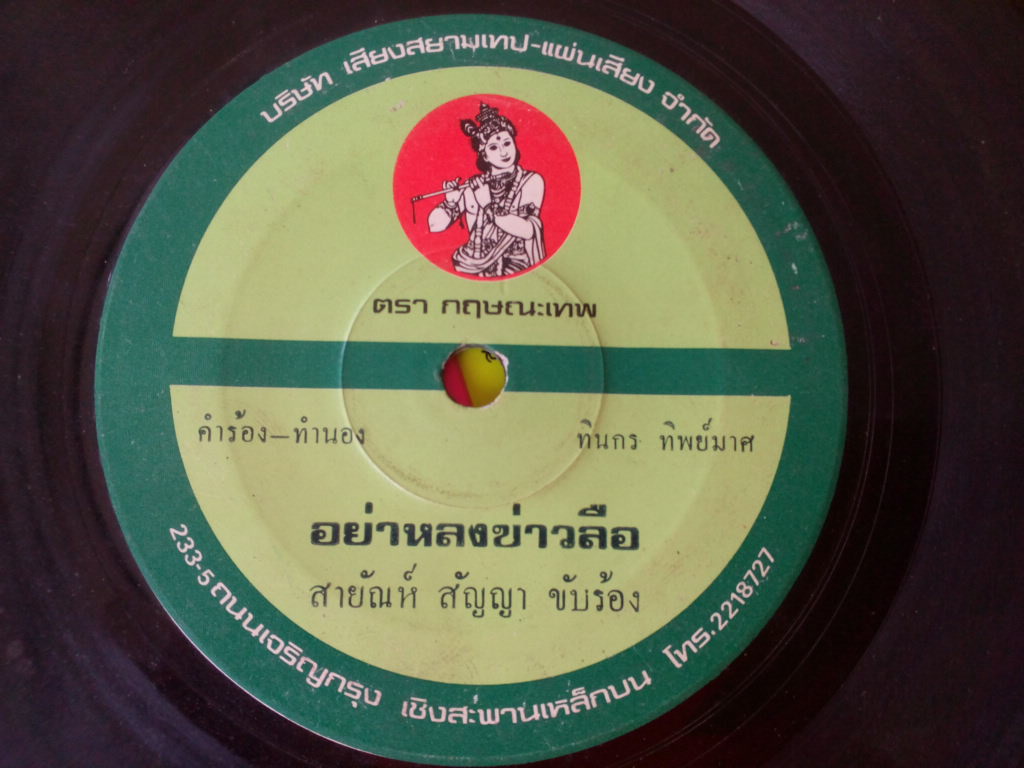 บริษัท เสียงสยามเทป-แผ่นเสียง จำกัด
ตรา กฤษณะเทพ
คำร้อง—ทำนอง ทินกร ทิพย์มาศ
อย่าหลงข่าวลือ
สายัณห์ สัญญา ขับร้อง
233-5 ถนนเจริญกรุง เชิงสะพานเหล็กบน โทร. 2218727